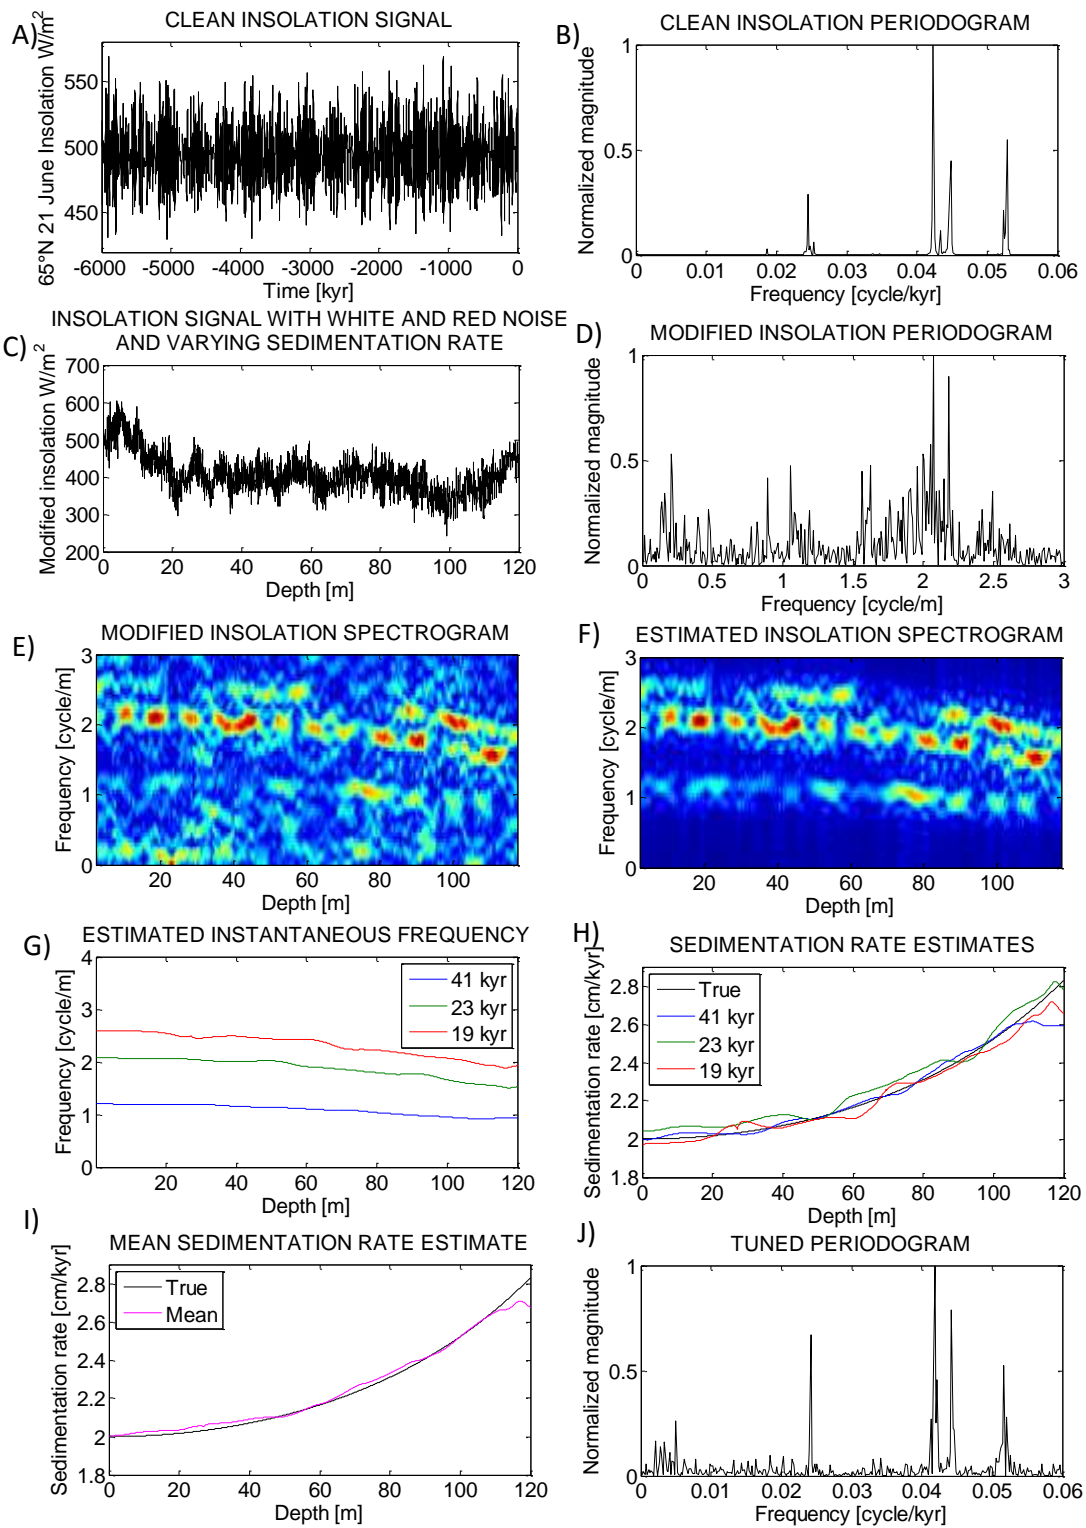 A)
CLEAN INSOLATION SIGNAL
65°N 21 June Insolation W/m²
550
500
450
-6000 -5000 -4000 -3000 -2000 -1000 0
Time [kyr]
B)
CLEAN INSOLATION PERIODOGRAM
Normalized magnitude
1
0.5
0
0 0.01 0.02 0.03 0.04 0.05 0.06
Frequency [cycle/kyr]
C)
INSOLATION SIGNAL WITH WHITE AND RED NOISE
AND VARYING SEDIMENTATION RATE
Modified insolation W/m²
700
600
500
400
300
200
0 20 40 60 80 100 120
Depth [m]
D)
MODIFIED INSOLATION PERIODOGRAM
Normalized magnitude
1
0.5
0
0 0.5 1 1.5 2 2.5 3
Frequency [cycle/m]
E)
MODIFIED INSOLATION SPECTROGRAM
Frequency [cycle/m]
3
2
1
0
20 40 60 80 100
Depth [m]
F)
ESTIMATED INSOLATION SPECTROGRAM
Frequency [cycle/m]
3
2
1
0
20 40 60 80 100
Depth [m]
G)
ESTIMATED INSTANTANEOUS FREQUENCY
Frequency [cycle/m]
4
3
2
1
0
41 kyr
23 kyr
19 kyr
0 20 40 60 80 100 120
Depth [m]
H)
SEDIMENTATION RATE ESTIMATES
Sedimentation rate [cm/kyr]
2.8
2.6
2.4
2.2
2
1.8
True
41 kyr
23 kyr
19 kyr
0 20 40 60 80 100 120
Depth [m]
I)
MEAN SEDIMENTATION RATE ESTIMATE
Sedimentation rate [cm/kyr]
2.8
2.6
2.4
2.2
2
1.8
True
Mean
0 20 40 60 80 100 120
Depth [m]
J)
TUNED PERIODOGRAM
Normalized magnitude
1
0.5
0
0 0.01 0.02 0.03 0.04 0.05 0.06
Frequency [cycle/kyr]